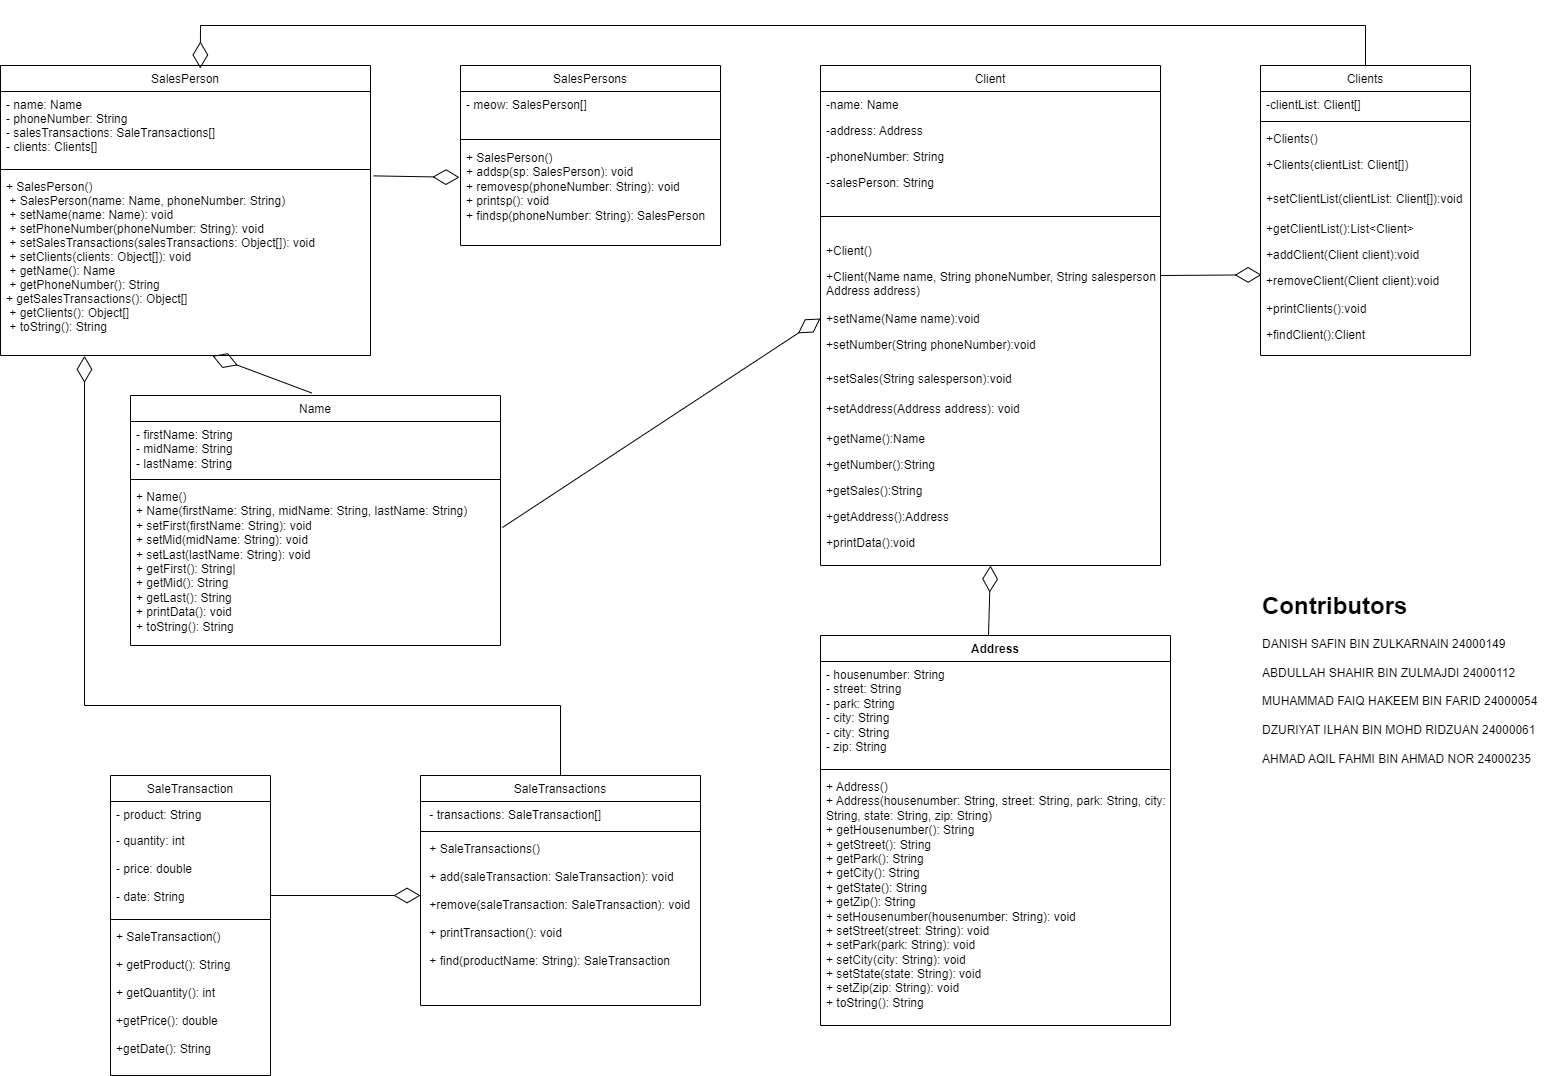 SalesPerson
- name: Name
- phoneNumber: String
- salesTransactions: SaleTransactions[]
- clients: Clients[]
+ SalesPerson()
+ SalesPerson(name: Name, phoneNumber: String)
+ setName(name: Name): void
+ setPhoneNumber(phoneNumber: String): void
+ setSalesTransactions(salesTransactions: Object[]): void
+ setClients(clients: Object[]): void
+ getName(): Name
+ getPhoneNumber(): String
+ getSalesTransactions(): Object[]
+ getClients(): Object[]
+ toString(): String
SalesPersons
- meow: SalesPerson[]
+ SalesPerson()
+ addsp(sp: SalesPerson): void
+ removesp(phoneNumber: String): void
+ printsp(): void
+ findsp(phoneNumber: String): SalesPerson
Client
-name: Name
-address: Address
-phoneNumber: String
-salesPerson: String
+Client()
+Client(Name name, String phoneNumber, String salesperson
Address address)
+setName(Name name):void
+setNumber(String phoneNumber):void
+setSales(String salesperson):void
+setAddress(Address address): void
+getName():Name
+getNumber():String
+getSales():String
+getAddress():Address
+printData():void
Clients
-clientList: Client[]
+Clients()
+Clients(clientList: Client[])
+setClientList(clientList: Client[]):void
+getClientList():List<Client>
+addClient(Client client):void
+removeClient(Client client):void
+printClients():void
+findClient():Client
Name
- firstName: String
- midName: String
- lastName: String
+ Name()
+ Name(firstName: String, midName: String, lastName: String)
+ setFirst(firstName: String): void
+ setMid(midName: String): void
+ setLast(lastName: String): void
+ getFirst(): String|
+ getMid(): String
+ getLast(): String
+ printData(): void
+ toString(): String
Contributors
DANISH SAFIN BIN ZULKARNAIN 24000149
ABDULLAH SHAHIR BIN ZULMAJDI 24000112
MUHAMMAD FAIQ HAKEEM BIN FARID 24000054
DZURIYAT ILHAN BIN MOHD RIDZUAN 24000061
AHMAD AQIL FAHMI BIN AHMAD NOR 24000235
Address
- housenumber: String
- street: String
- park: String
- city: String
- city: String
- zip: String
+ Address()
+ Address(housenumber: String, street: String, park: String, city:
String, state: String, zip: String)
+ getHousenumber(): String
+ getStreet(): String
+ getPark(): String
+ getCity(): String
+ getState(): String
+ getZip(): String
+ setHousenumber(housenumber: String): void
+ setStreet(street: String): void
+ setPark(park: String): void
+ setCity(city: String): void
+ setState(state: String): void
+ setZip(zip: String): void
+ toString(): String
SaleTransaction
- product: String
- quantity: int
- price: double
- date: String
+ SaleTransaction()
+ getProduct(): String
+ getQuantity(): int
+getPrice(): double
+getDate(): String
SaleTransactions
- transactions: SaleTransaction[]
+ SaleTransactions()
+ add(saleTransaction: SaleTransaction): void
+remove(saleTransaction: SaleTransaction): void
+ printTransaction(): void
+ find(productName: String): SaleTransaction